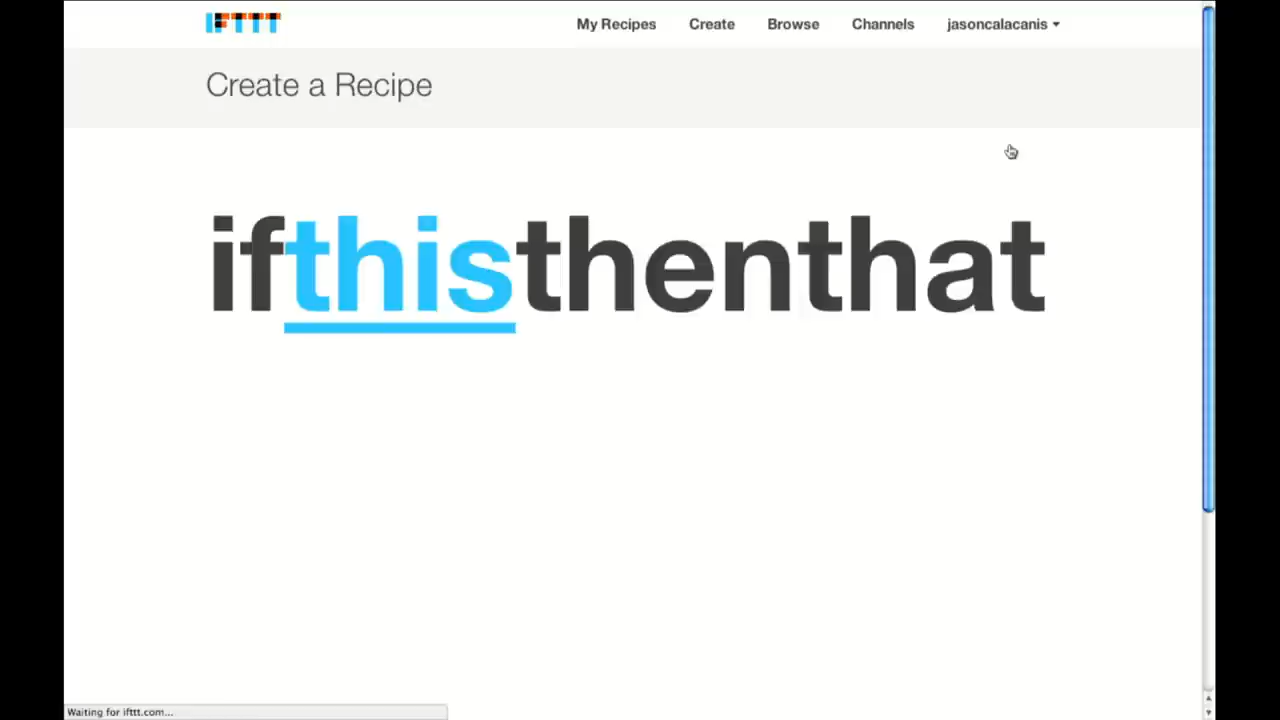 IFTTT
My Recipes
Create
Browse
Channels
jasoncalacanis
Create a Recipe
ifthisthenthat
Waiting for ifttt.com...